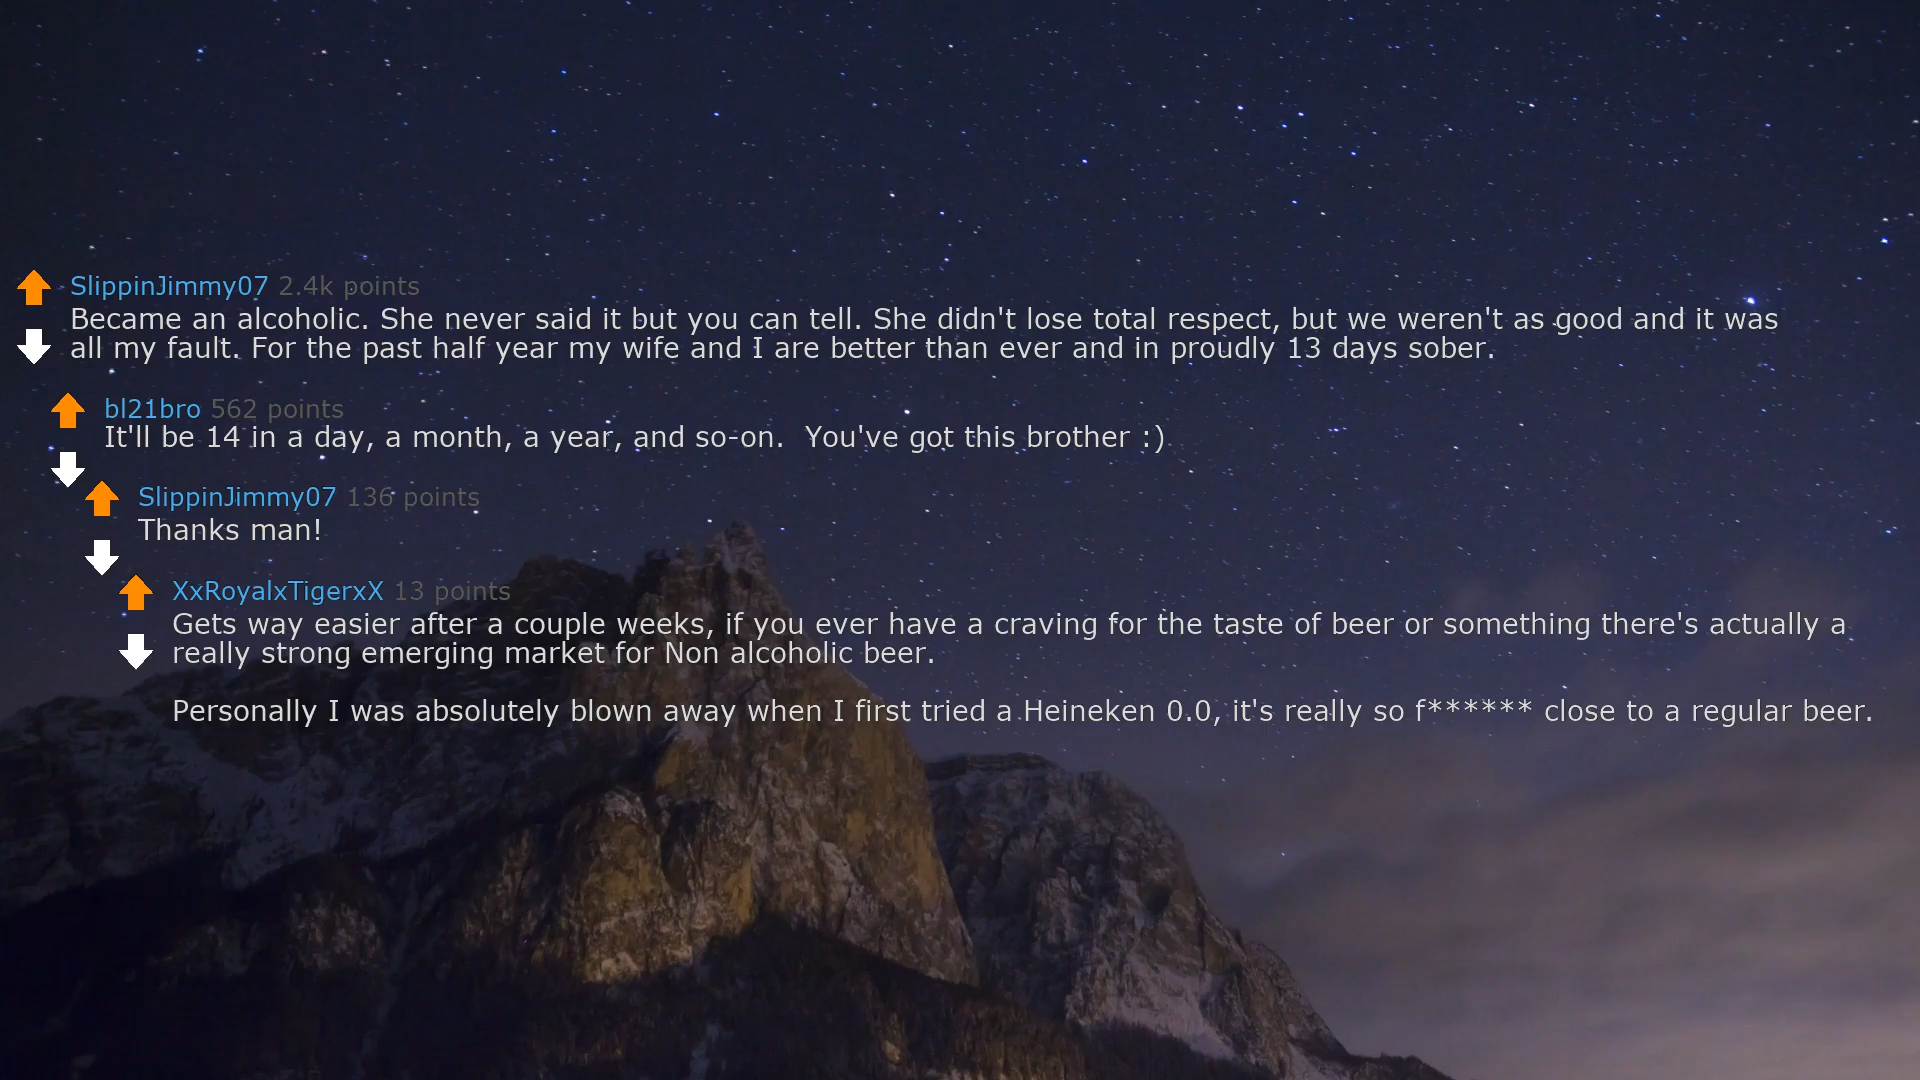 SlippinJimmy07 2.4k points
Became an alcoholic. She never said it but you can tell. She didn't lose total respect, but we weren't as good and it was
all my fault. For the past half year my wife and I are better than ever and in proudly 13 days sober.
bl21bro 562 points
It'll be 14 in a day, a month, a year, and so-on.  You've got this brother :)
SlippinJimmy07 136 points
Thanks man!
XxRoyalxTigerxX 13 points
Gets way easier after a couple weeks, if you ever have a craving for the taste of beer or something there's actually a
really strong emerging market for Non alcoholic beer.
Personally I was absolutely blown away when I first tried a Heineken 0.0, it's really so f****** close to a regular beer.